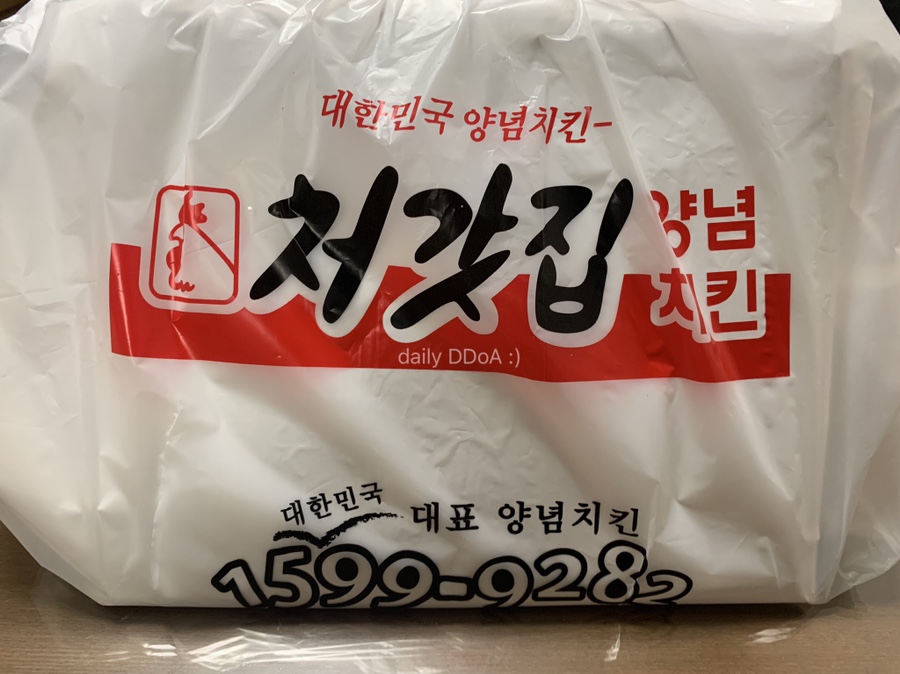 대한민국 양념치킨-
처갓집 양념
치킨
daily DDoA :)
대한민국 대표 양념치킨
1599-9282